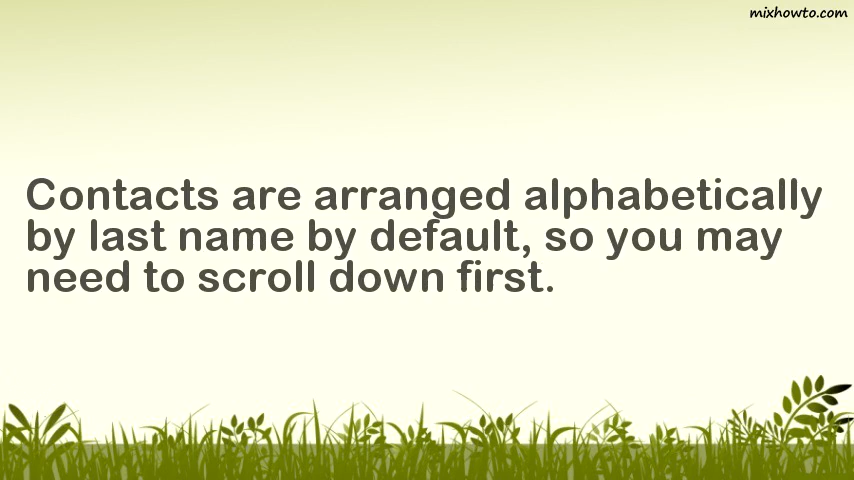 mixhowto.com
Contacts are arranged alphabetically
by last name by default, so you may
need to scroll down first.